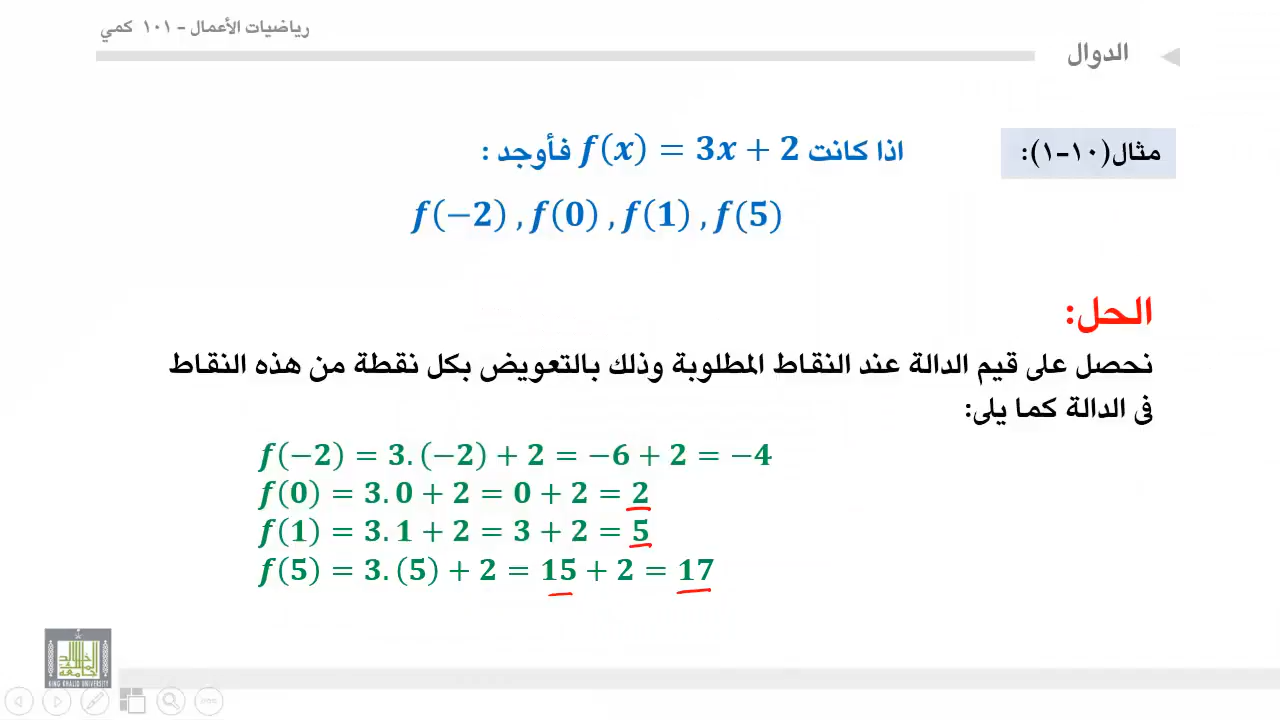 رياضيات الأعمال – ١٠١ كمي
الدوال
مثال(١٠-١):
اذا كانت f(x) = 3x + 2 فأوجد :
f(−2) , f(0) , f(1) , f(5)
الحل:
نحصل على قيم الدالة عند النقاط المطلوبة وذلك بالتعويض بكل نقطة من هذه النقاط
فى الدالة كما يلى:
f(−2) = 3. (−2) + 2 = −6 + 2 = −4
f(0) = 3. 0 + 2 = 0 + 2 = 2
f(1) = 3. 1 + 2 = 3 + 2 = 5
f(5) = 3. (5) + 2 = 15 + 2 = 17
KING KHALID UNIVERSITY